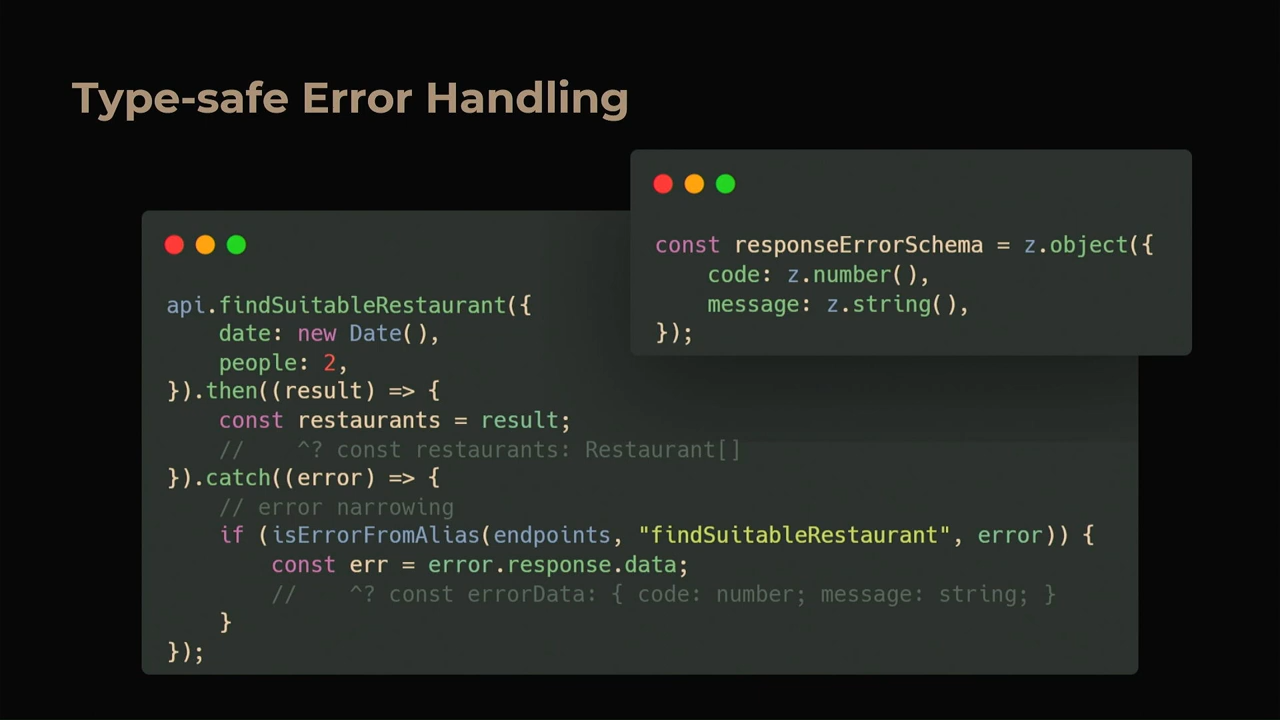 Type-safe Error Handling
const responseErrorSchema = z.object({
    code: z.number(),
    message: z.string(),
});
api.findSuitableRestaurant({
    date: new Date(),
    people: 2,
}).then((result) => {
    const restaurants = result;
    //    ^? const restaurants: Restaurant[]
}).catch((error) => {
    // error narrowing
    if (isErrorFromAlias(endpoints, "findSuitableRestaurant", error)) {
        const err = error.response.data;
        //    ^? const errorData: { code: number; message: string; }
    }
});